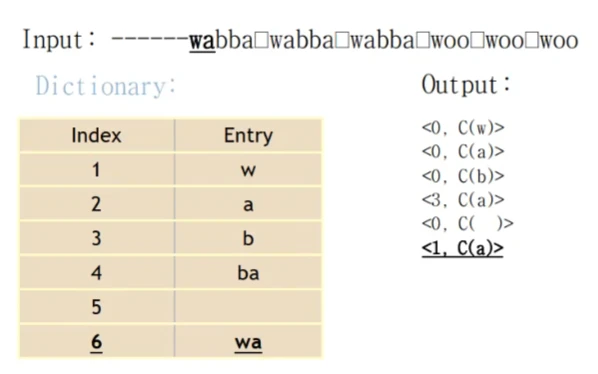 Input: ------wabba□wabba□wabba□woo□woo□woo
Dictionary:
Output:
Index Entry
1 w
2 a
3 b
4 ba
5
6 wa
<0, C(w)>
<0, C(a)>
<0, C(b)>
<3, C(a)>
<0, C( )>
<1, C(a)>